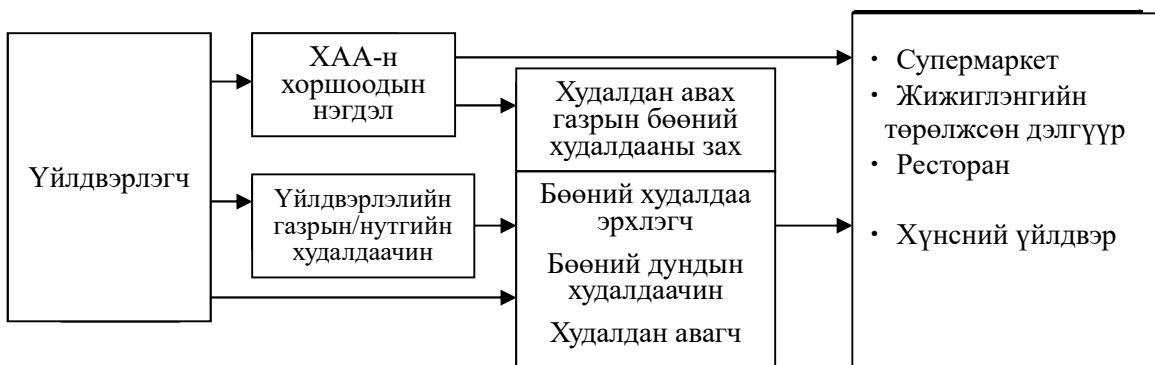 Үйлдвэрлэгч
ХАА-н
хоршоодын
нэгдэл
Үйлдвэрлэлийн
газрын/нутгийн
худалдаачин
Худалдан авах
газрын бөөний
худалдааны зах
Бөөний худалдаа
эрхлэгч
Бөөний дундын
худалдаачин
Худалдан авагч
・ Супермаркет
・ Жижиглэнгийн
төрөлжсөн дэлгүүр
・ Ресторан
・ Хүнсний үйлдвэр